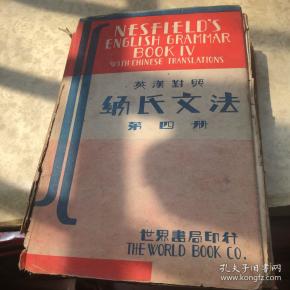 NESFIELD'S
ENGLISH GRAMMAR
BOOK IV
WITH CHINESE TRANSLATIONS
英漢對照
納氏文法
第四册
世界書局印行
THE WORLD BOOK CO.
孔夫子旧书网